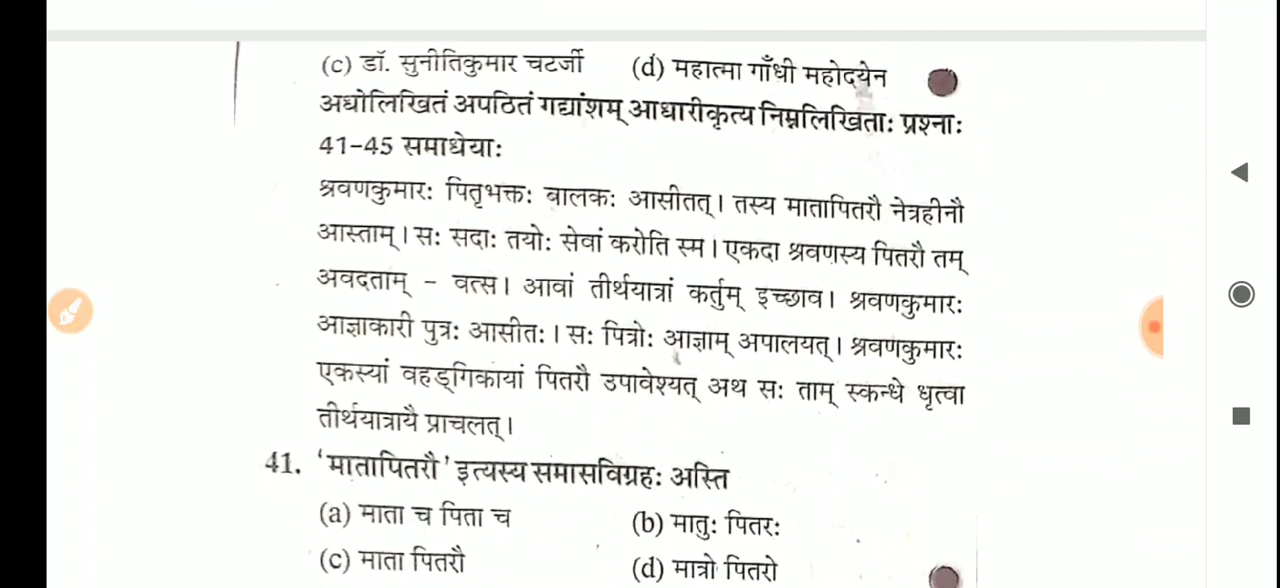 (c) डॉ. सुनीतिकुमार चटर्जी (d) महात्मा गाँधी महोदयेन
अधोलिखितं अपठितं गद्यांशम् आधारीकृत्य निम्नलिखिताः प्रश्नाः
41-45 समाधेयाः
श्रवणकुमारः पितृभक्तः बालकः आसीतत्। तस्य मातापितरौ नेत्रहीनौ
आस्ताम्। सः सदाः तयोः सेवां करोति स्म। एकदा श्रवणस्य पितरौ तम्
अवदताम् - वत्स। आवां तीर्थयात्रां कर्तुम् इच्छाव। श्रवणकुमारः
आज्ञाकारी पुत्रः आसीतः। सः पित्रोः आज्ञाम् अपालयत्। श्रवणकुमारः
एकस्यां वहड्गिकायां पितरौ उपावेश्यत् अथ सः ताम् स्कन्धे धृत्वा
तीर्थयात्रायै प्राचलत्।
41. 'मातापितरौ' इत्यस्य समासविग्रहः अस्ति
(a) माता च पिता च (b) मातुः पितरः
(c) माता पितरौ (d) मात्रो पितरो